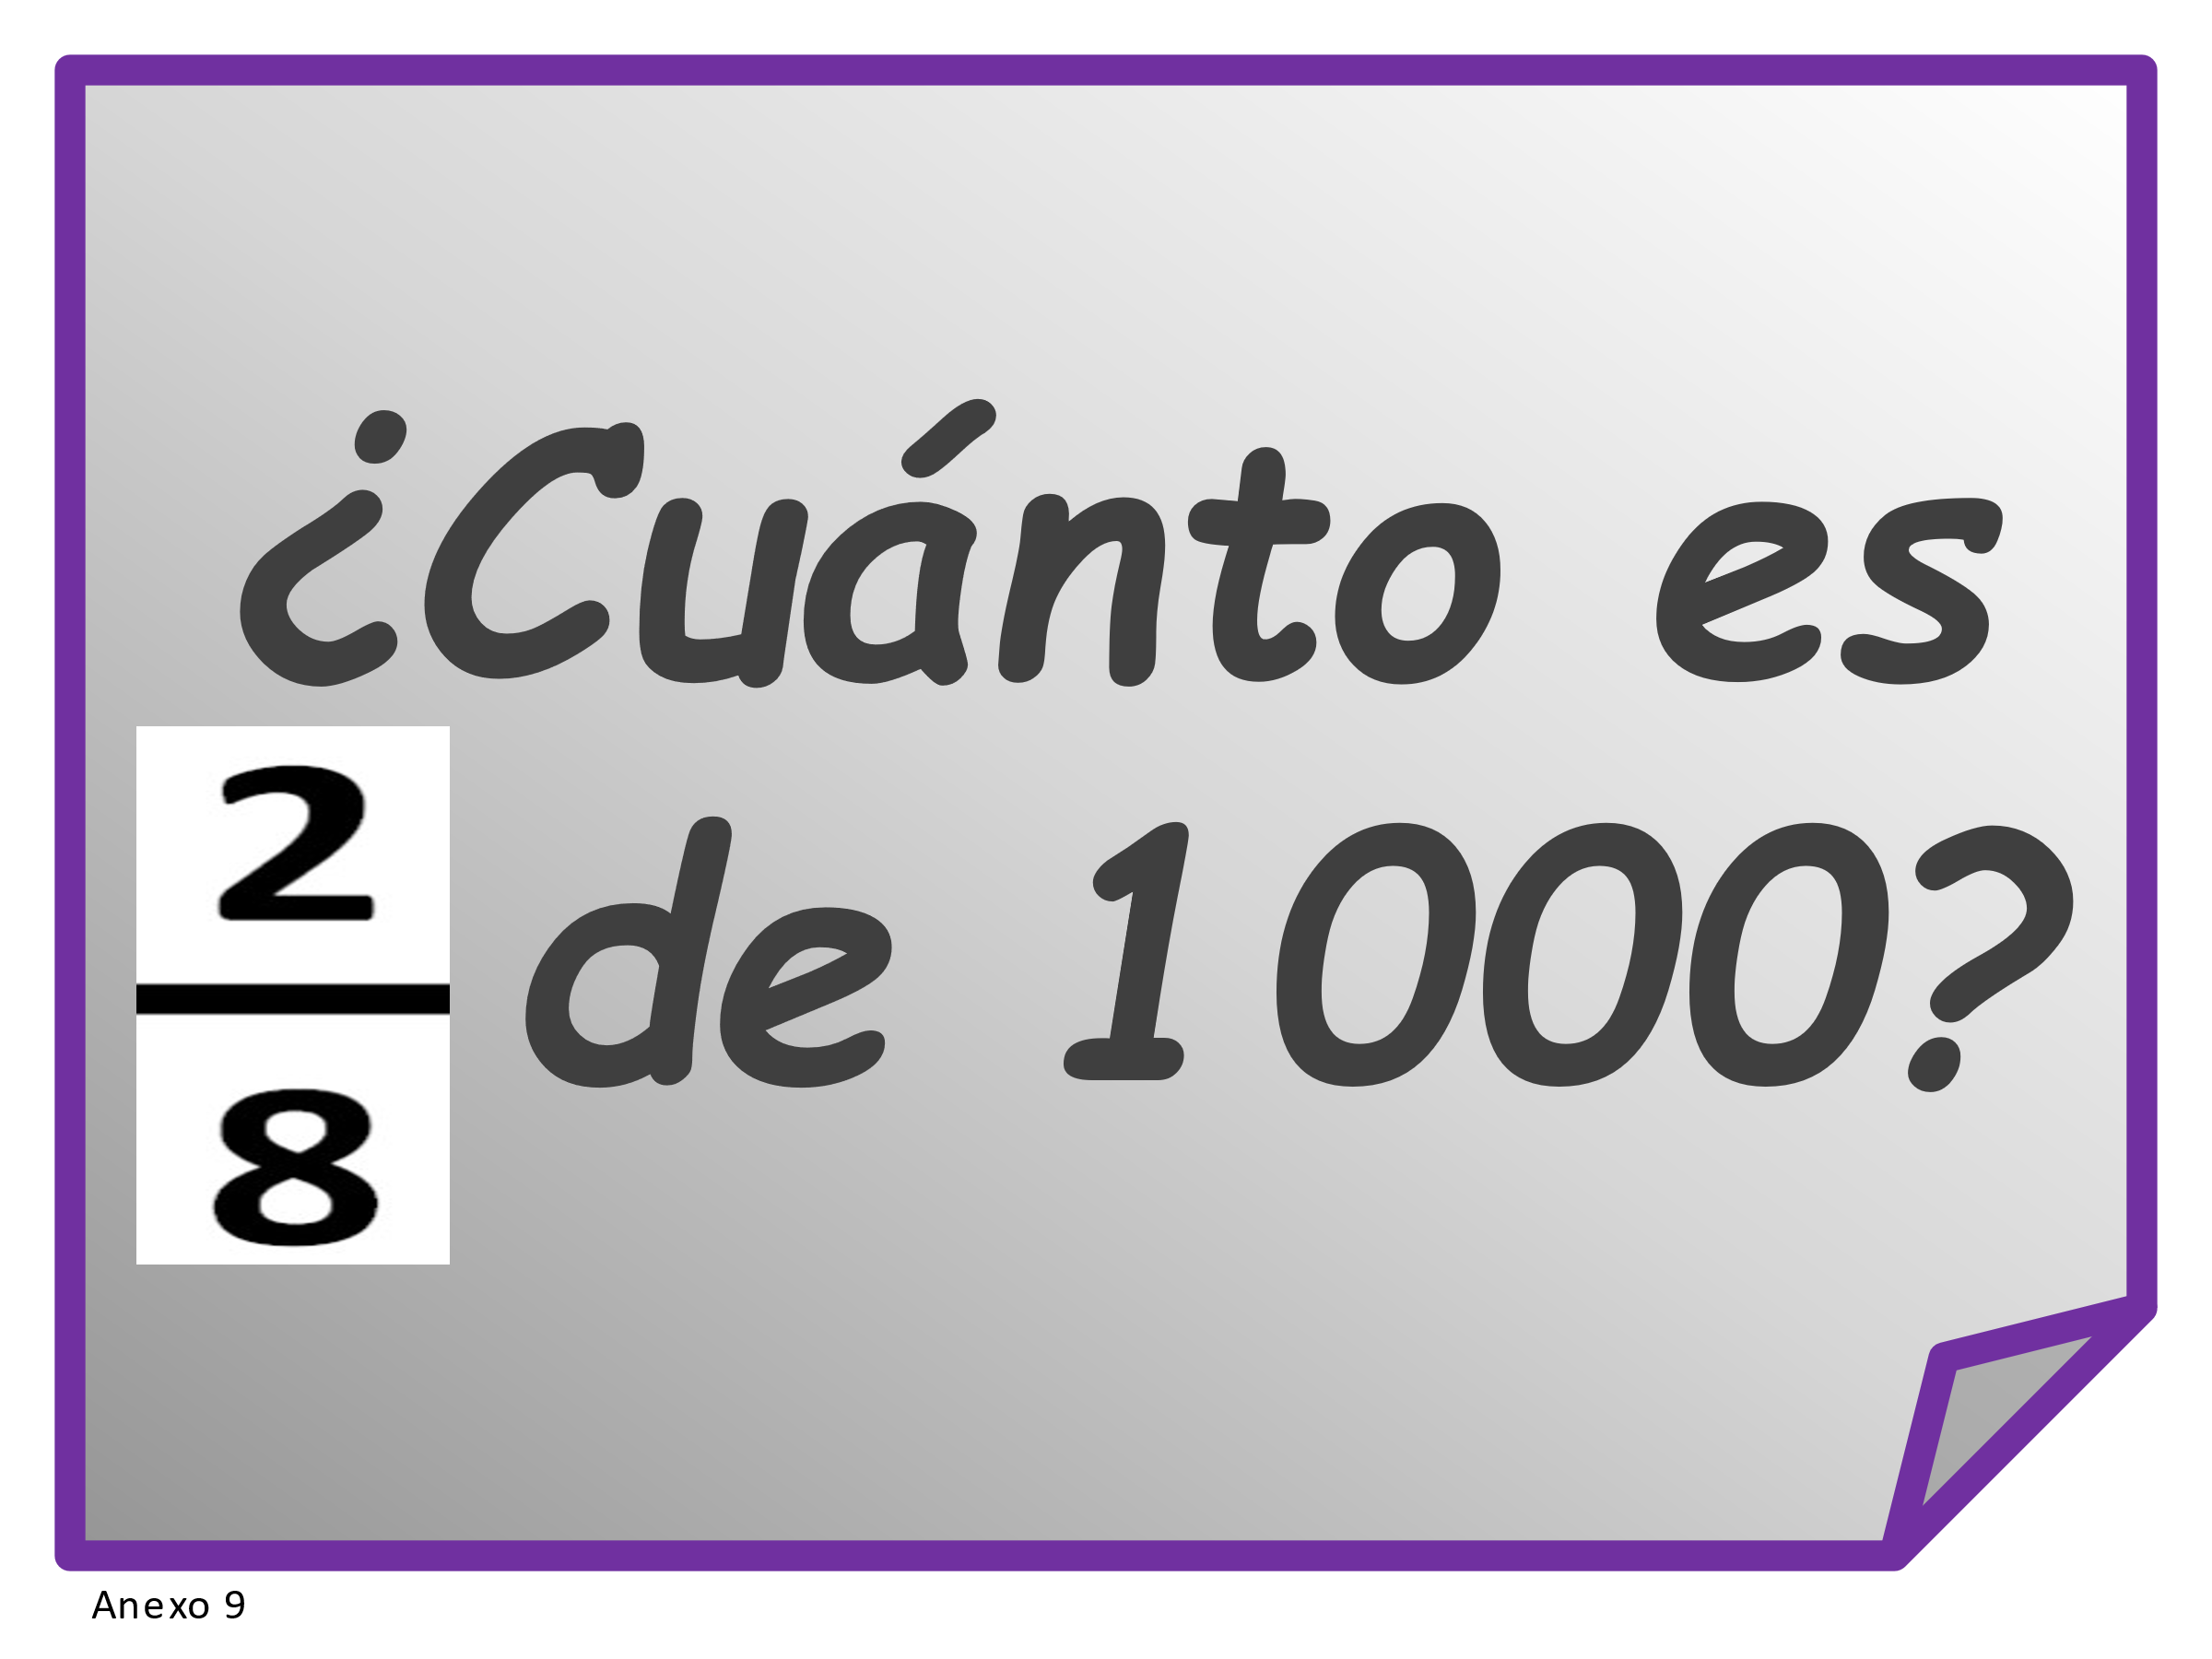 ¿Cuánto es
2/8 de 1000?
Anexo 9